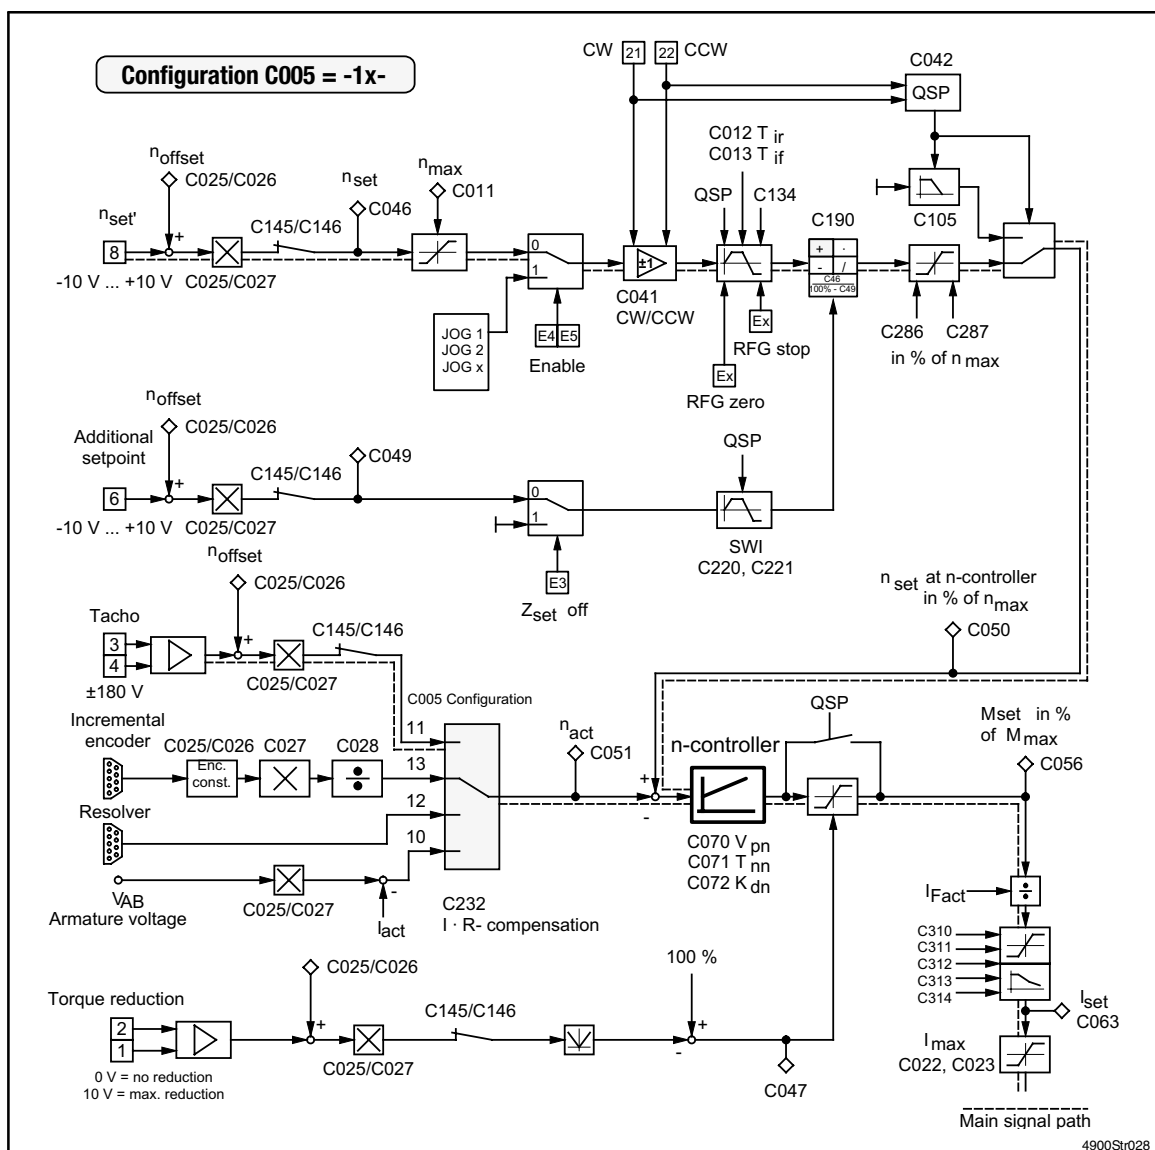 Configuration C005 = -1x-
CW 21 22 CCW
C042
QSP
C012 T ir
C013 T if
n offset
C025/C026
n set
C046
n max
C011
QSP
C134
C190
C105
n set'
8
+
C145/C146
-10 V ... +10 V
C025/C027
0
1
±1
C041
CW/CCW
+ ·
- /
C46
100% - C49
JOG 1
JOG 2
JOG x
E4 E5
Enable
Ex
RFG stop
Ex
RFG zero
C286 C287
in % of n max
n offset
C025/C026
Additional
setpoint
C145/C146
C049
QSP
6
+
-10 V ... +10 V
C025/C027
0
1
SWI
C220, C221
E3
Z set off
n offset
C025/C026
n set at n-controller
in % of n max
C050
Tacho
3
4
±180 V
+
C145/C146
C025/C027
C005 Configuration
Incremental
encoder
C025/C026
C027
C028
Enc.
const.
÷
11
13
12
10
n act
C051
+
-
n-controller
QSP
Mset in %
of M max
C056
Resolver
C070 V pn
C071 T nn
C072 K dn
V AB
Armature voltage
C025/C027
-
I act
C232
I · R- compensation
I Fact
÷
C310
C311
C312
C313
C314
C025/C026
100 %
I set
C063
Torque reduction
2
1
+
C145/C146
C025/C027
+
-
C047
0 V = no reduction
10 V = max. reduction
I max
C022, C023
Main signal path
4900Str028